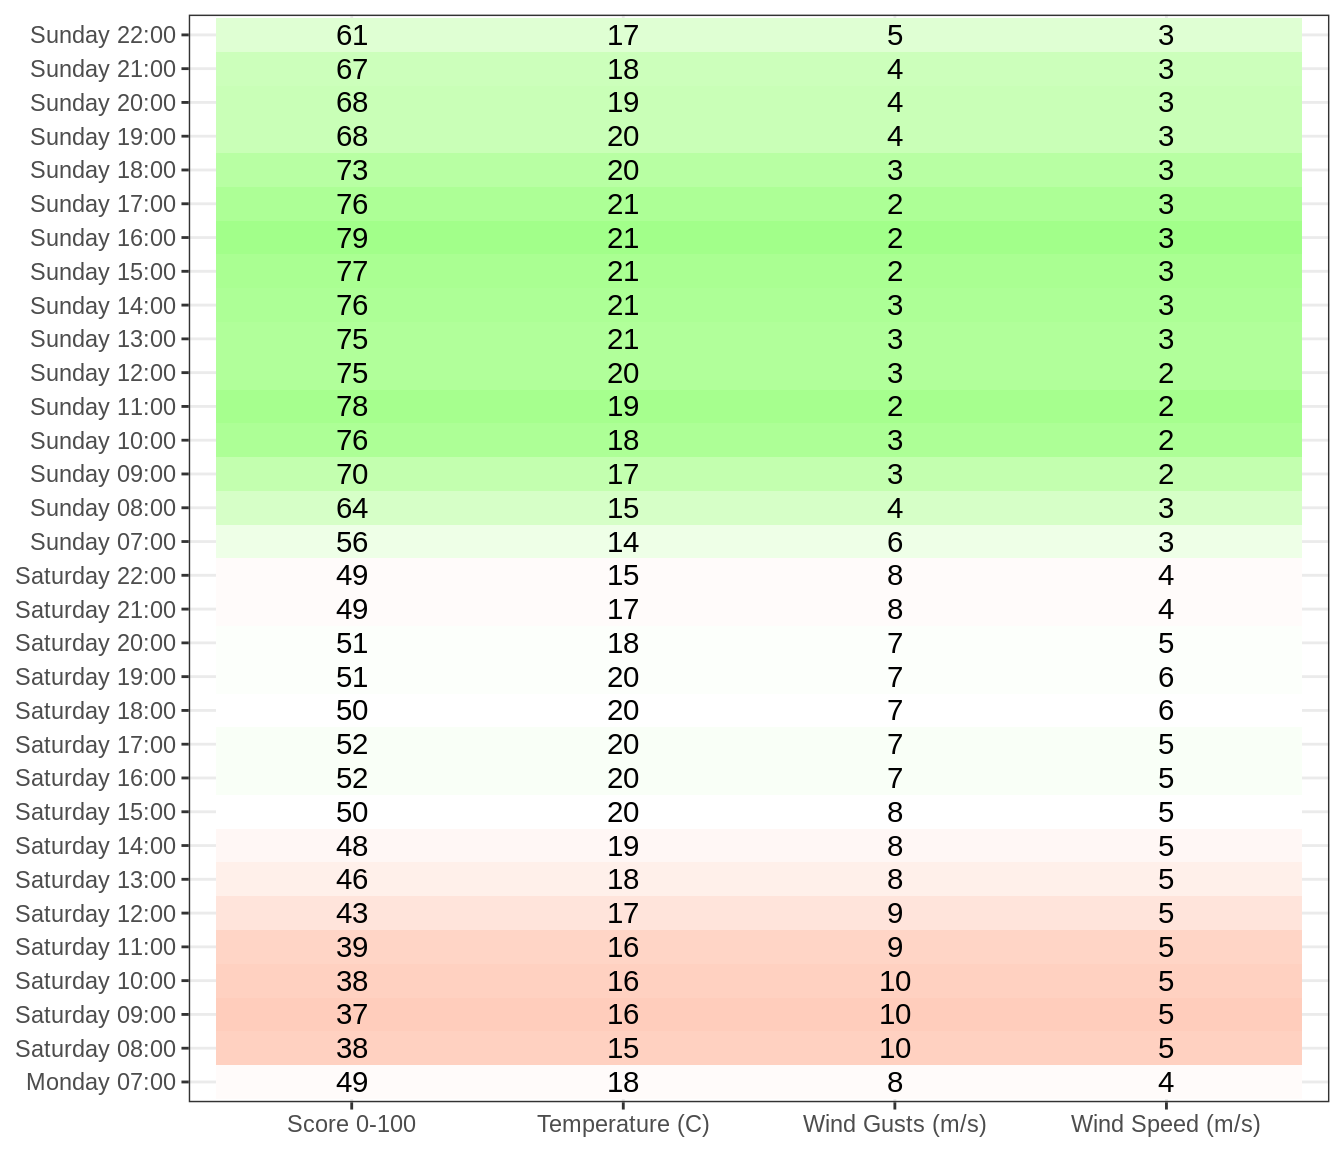 Sunday 22:00 61 17 5 3
Sunday 21:00 67 18 4 3
Sunday 20:00 68 19 4 3
Sunday 19:00 68 20 4 3
Sunday 18:00 73 20 3 3
Sunday 17:00 76 21 2 3
Sunday 16:00 79 21 2 3
Sunday 15:00 77 21 2 3
Sunday 14:00 76 21 3 3
Sunday 13:00 75 21 3 3
Sunday 12:00 75 20 3 2
Sunday 11:00 78 19 2 2
Sunday 10:00 76 18 3 2
Sunday 09:00 70 17 3 2
Sunday 08:00 64 15 4 3
Sunday 07:00 56 14 6 3
Saturday 22:00 49 15 8 4
Saturday 21:00 49 17 8 4
Saturday 20:00 51 18 7 5
Saturday 19:00 51 20 7 6
Saturday 18:00 50 20 7 6
Saturday 17:00 52 20 7 5
Saturday 16:00 52 20 7 5
Saturday 15:00 50 20 8 5
Saturday 14:00 48 19 8 5
Saturday 13:00 46 18 8 5
Saturday 12:00 43 17 9 5
Saturday 11:00 39 16 9 5
Saturday 10:00 38 16 10 5
Saturday 09:00 37 16 10 5
Saturday 08:00 38 15 10 5
Monday 07:00 49 18 8 4
Score 0-100 Temperature (C) Wind Gusts (m/s) Wind Speed (m/s)